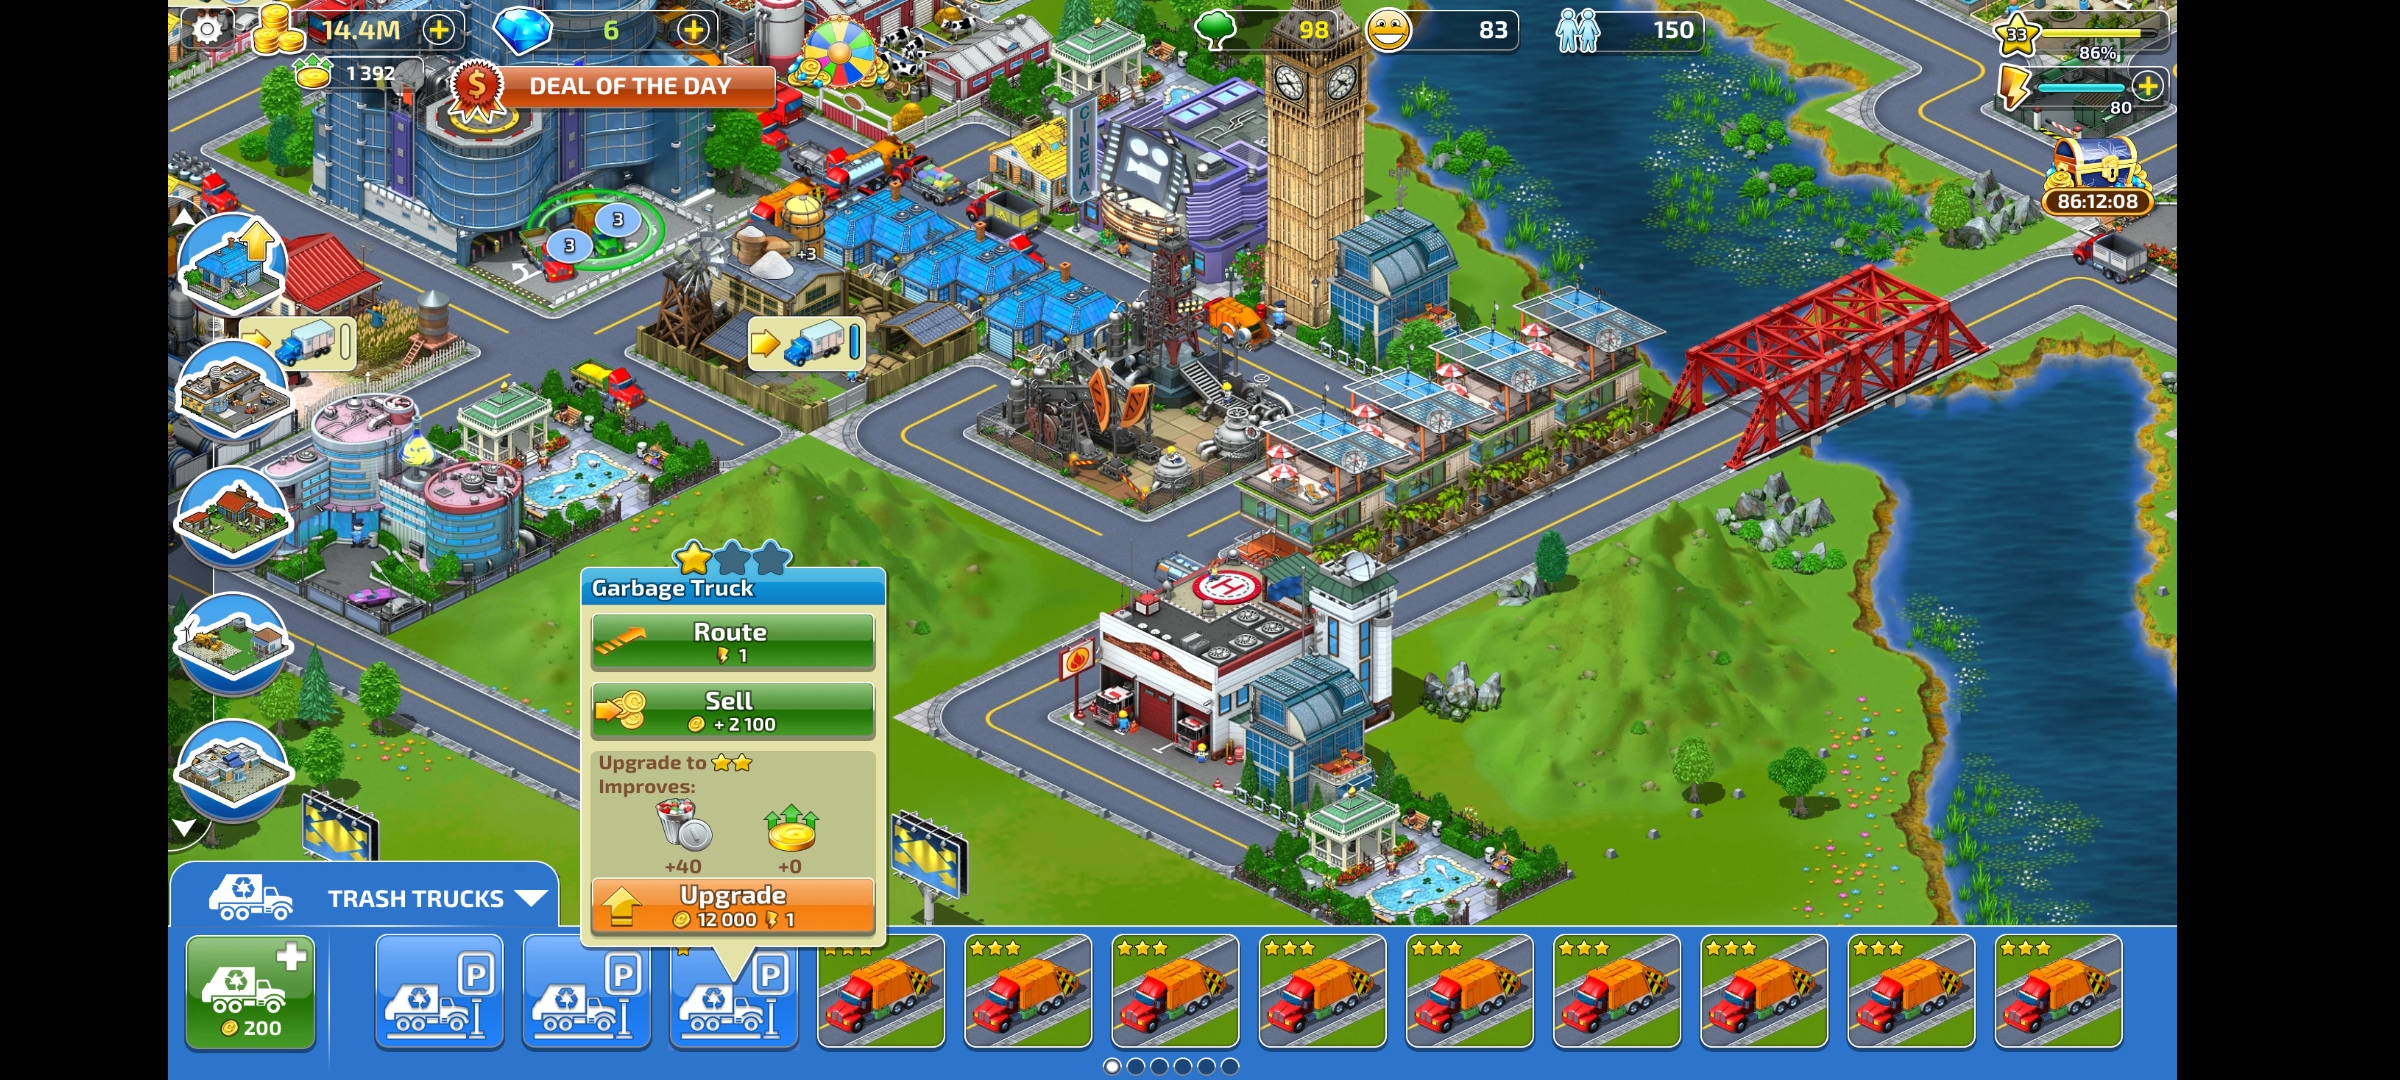 14.4M
6
98
83
150
33
86%
1 392
DEAL OF THE DAY
80
CINEMA
86:12:08
3
3
+3
H
Garbage Truck
Route
1
Sell
+ 2 100
Upgrade to
Improves:
+40
+0
Upgrade
12 000 1
TRASH TRUCKS
200
P
P
P